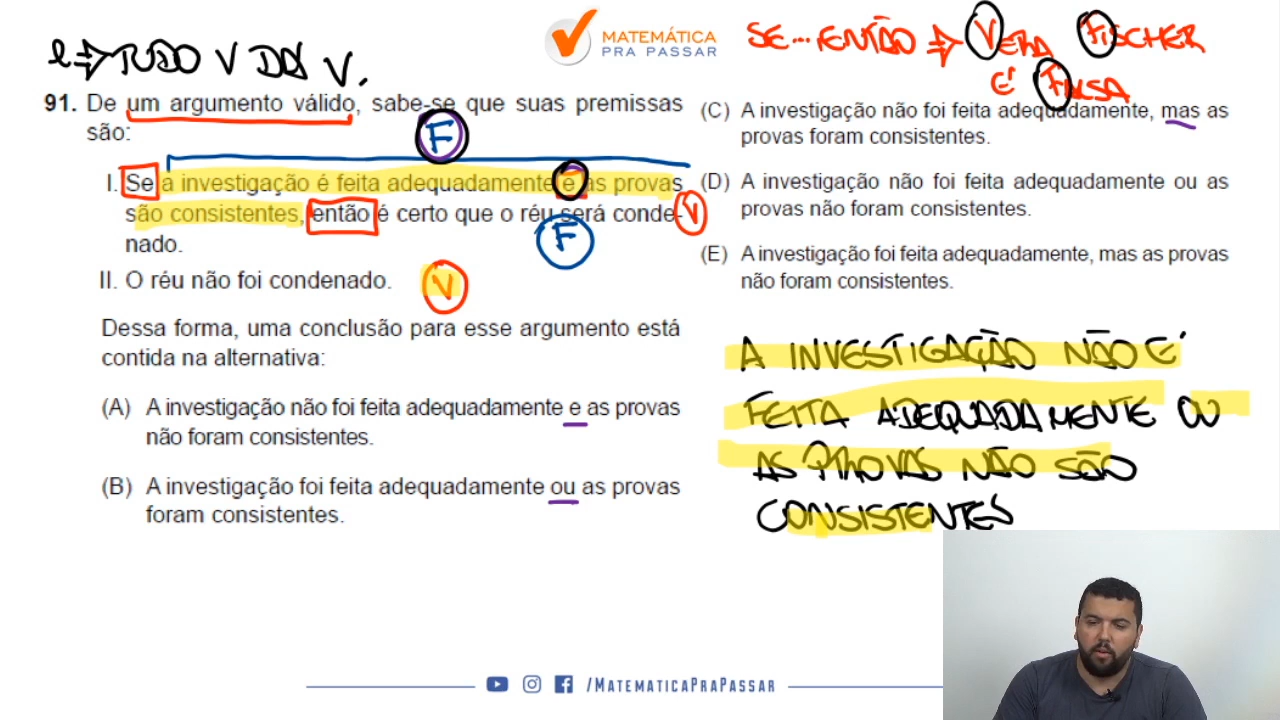 e => TUDO V DÁ V.
MATEMÁTICA
PRA PASSAR
SE... ENTÃO => VERA FISCHER
É FALSA
91. De um argumento válido, sabe-se que suas premissas
são:
F
I. Se a investigação é feita adequadamente e as provas
são consistentes, então é certo que o réu será conde-
nado.
V
F
II. O réu não foi condenado.
V
Dessa forma, uma conclusão para esse argumento está
contida na alternativa:
(A) A investigação não foi feita adequadamente e as provas
não foram consistentes.
(B) A investigação foi feita adequadamente ou as provas
foram consistentes.
(C) A investigação não foi feita adequadamente, mas as
provas foram consistentes.
(D) A investigação não foi feita adequadamente ou as
provas não foram consistentes.
(E) A investigação foi feita adequadamente, mas as provas
não foram consistentes.
A INVESTIGAÇÃO NÃO É
FEITA ADEQUADAMENTE OU
AS PROVAS NÃO SÃO
CONSISTENTES
/MATEMATICAPRAPASSAR